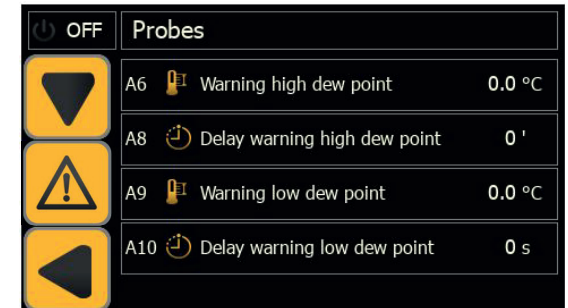 OFF Probes
A6 Warning high dew point 0.0 °C
A8 Delay warning high dew point 0 '
A9 Warning low dew point 0.0 °C
A10 Delay warning low dew point 0 s